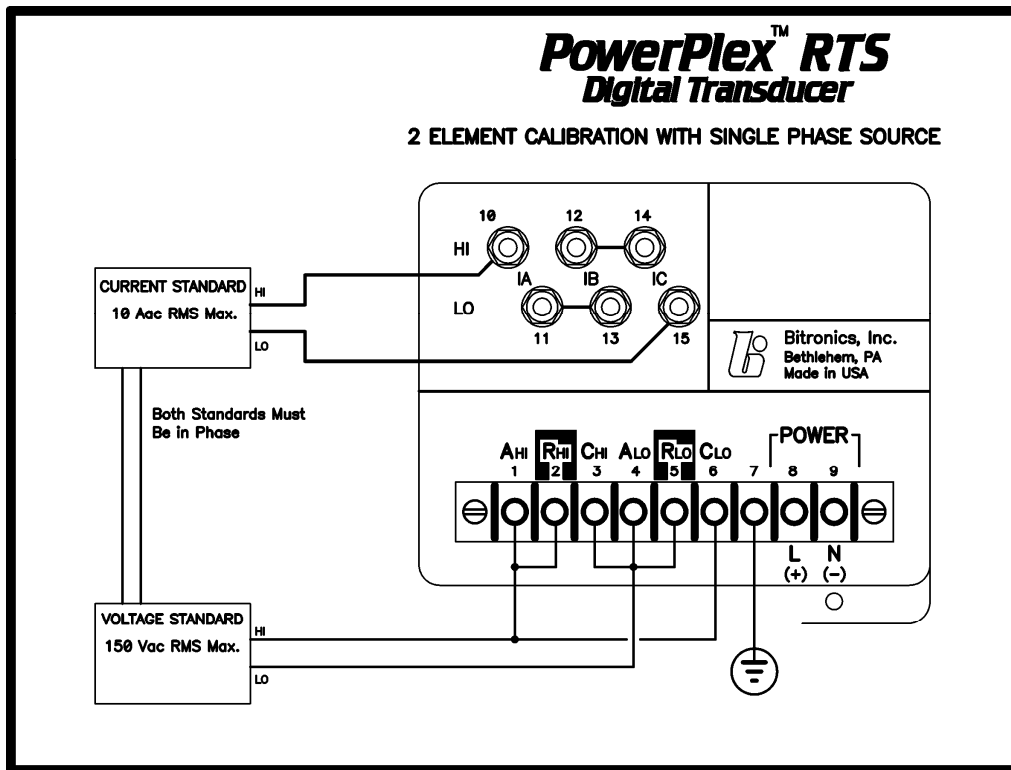 PowerPlex™ RTS
Digital Transducer
2 ELEMENT CALIBRATION WITH SINGLE PHASE SOURCE
10 12 14
HI
IA IB IC
LO
11 13 15
CURRENT STANDARD
10 Aac RMS Max.
HI
LO
Bitronics, Inc.
Bethlehem, PA
Made in USA
Both Standards Must
Be in Phase
POWER
AHI RHI CHI ALO RLO CLO
1 2 3 4 5 6 7 8 9
L N
(+) (-)
VOLTAGE STANDARD
150 Vac RMS Max.
HI
LO